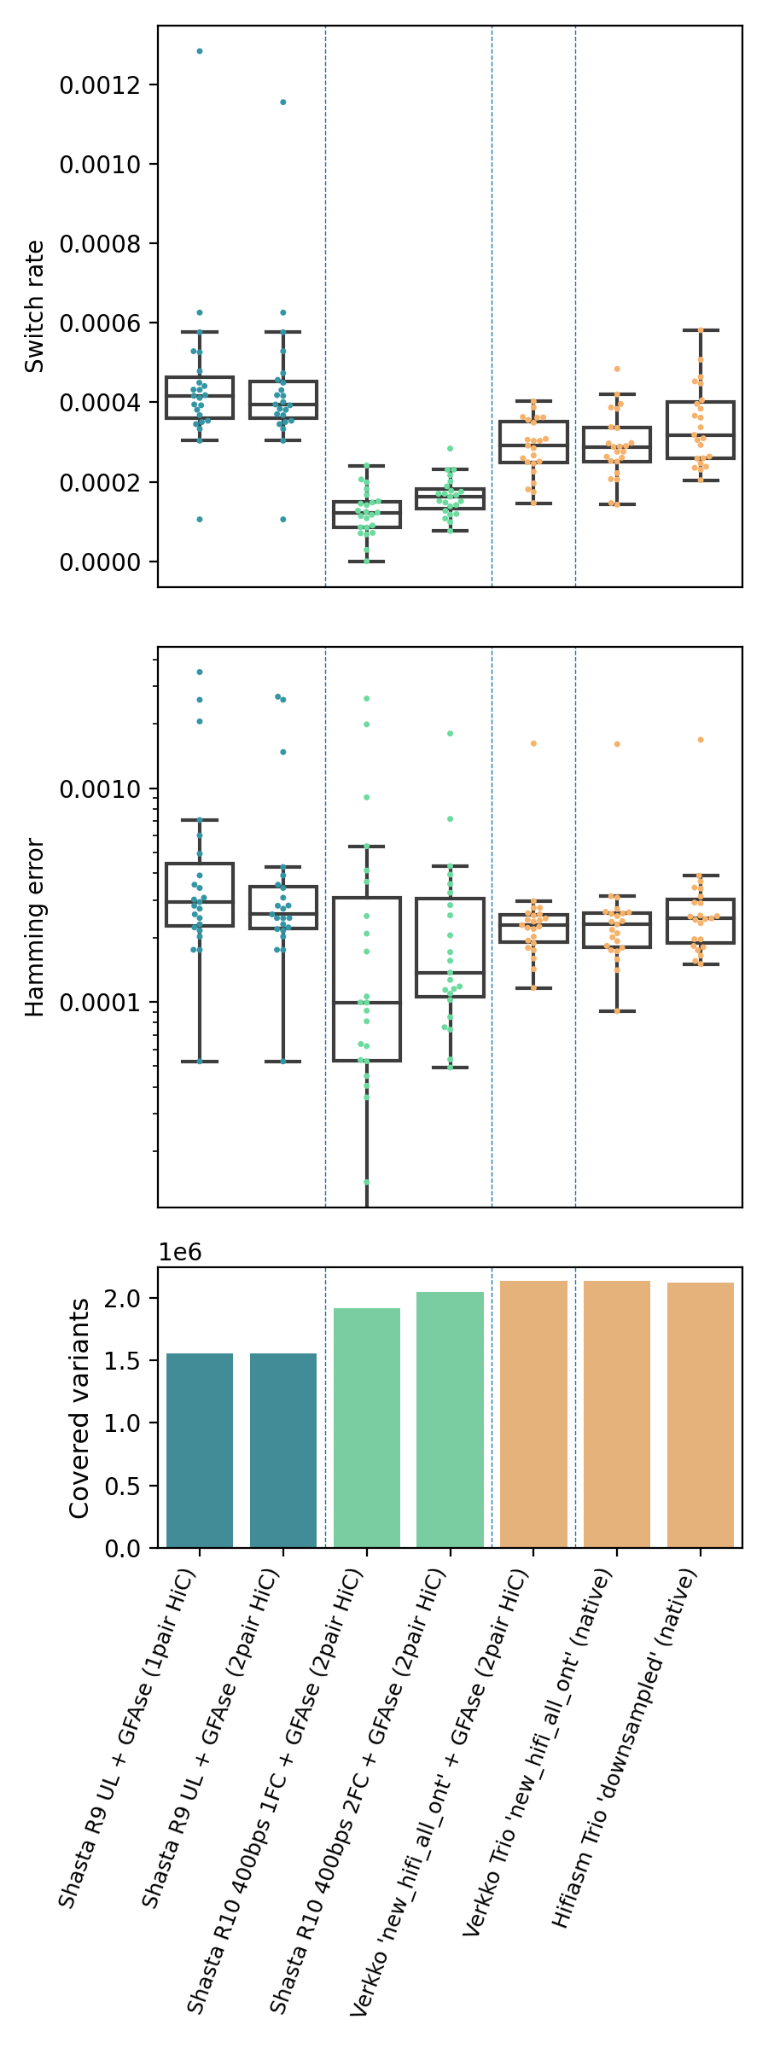 0.0012
0.0010
0.0008
0.0006
0.0004
0.0002
0.0000
Switch rate
0.0010
0.0001
Hamming error
1e6
2.0
1.5
1.0
0.5
0.0
Covered variants
Shasta R9 UL + GFAse (1pair HiC)
Shasta R9 UL + GFAse (2pair HiC)
Shasta R10 400bps 1FC + GFAse (2pair HiC)
Shasta R10 400bps 2FC + GFAse (2pair HiC)
Verkko 'new_hifi_all_ont' + GFAse (2pair HiC)
Verkko Trio 'new_hifi_all_ont' (native)
Hifiasm Trio 'downsampled' (native)